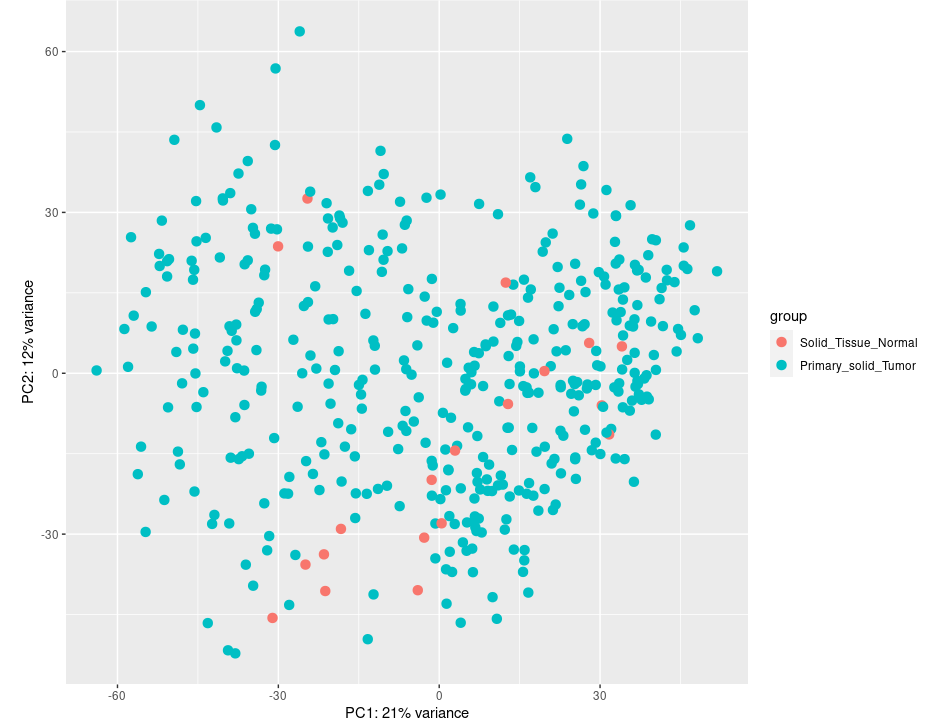 60
30
0
-30
PC2: 12% variance
-60
-30
0
30
PC1: 21% variance
group
Solid_Tissue_Normal
Primary_solid_Tumor